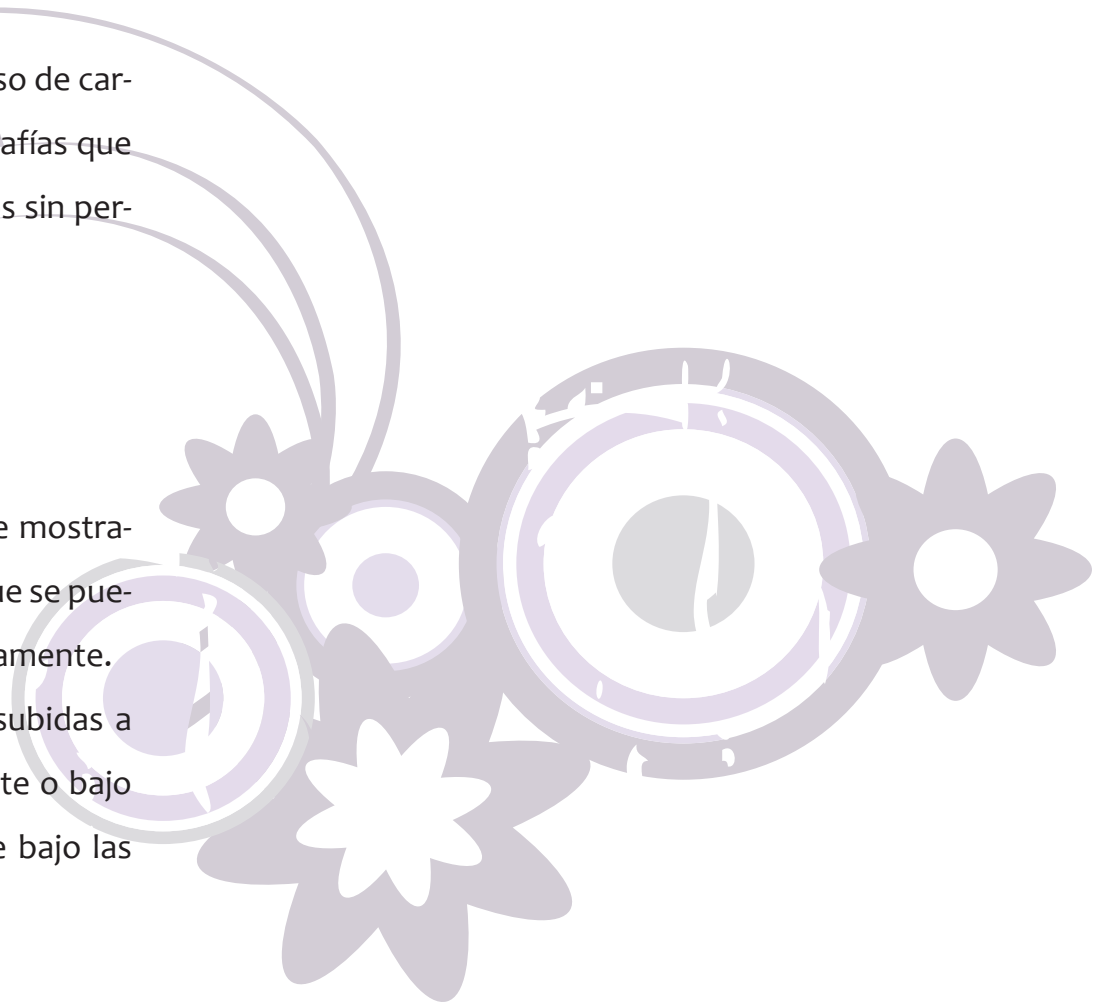 so de car-
afías que
s sin per-
e mostra-
ue se pue-
amente.
subidas a
te o bajo
e bajo las